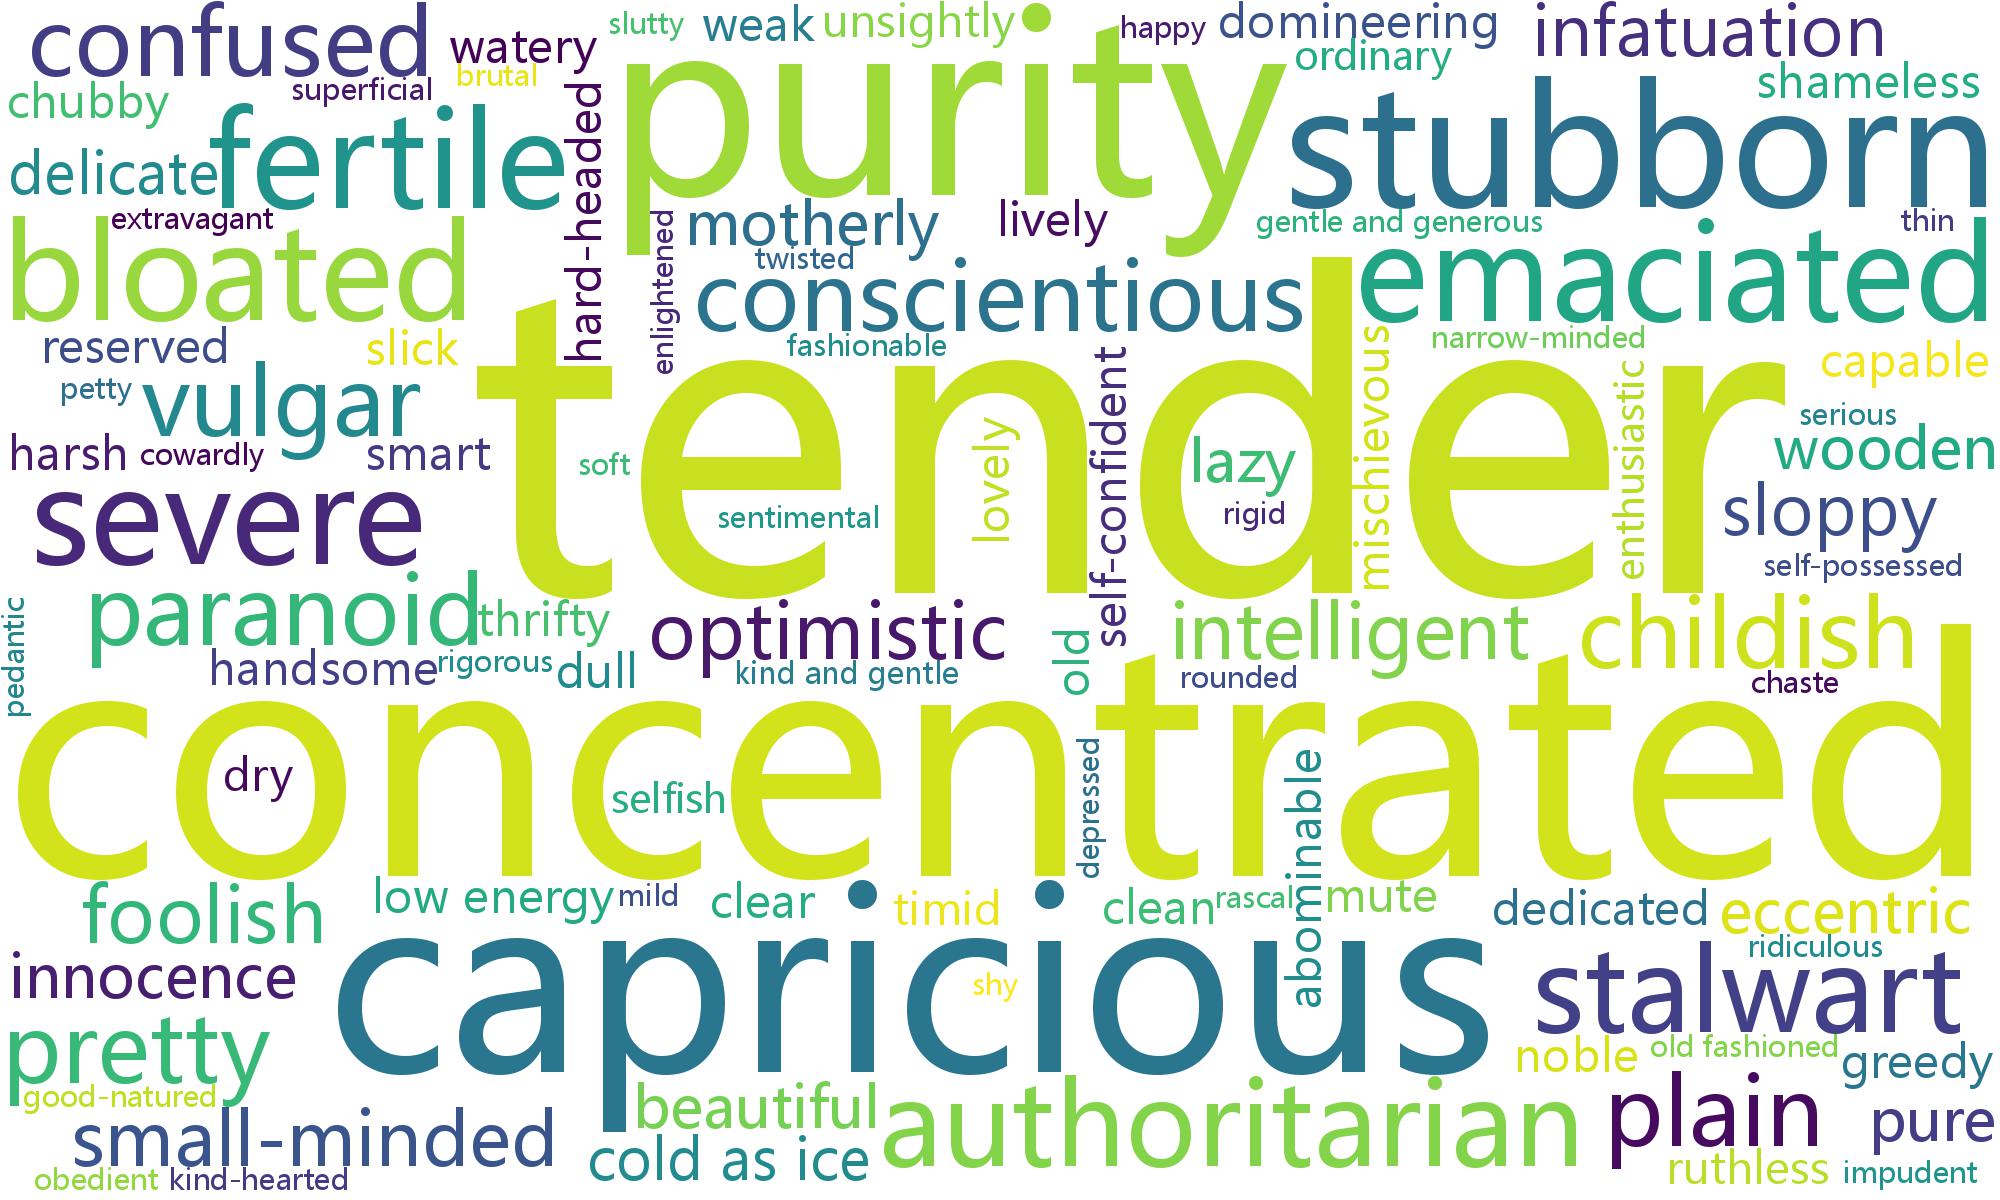 confused
watery
slutty
weak
unsightly
happy
domineering
infatuation
chubby
superficial
brutal
purity
ordinary
shameless
delicate
fertile
hard-headed
stubborn
extravagant
motherly
lively
gentle and generous
thin
bloated
enlightened
twisted
conscientious
emaciated
reserved
slick
fashionable
narrow-minded
capable
petty
vulgar
tender
mischievous
enthusiastic
serious
harsh
cowardly
smart
soft
lovely
self-confident
lazy
wooden
severe
sentimental
rigid
sloppy
self-possessed
pedantic
paranoid
thrifty
optimistic
old
intelligent
childish
handsome
rigorous
dull
kind and gentle
rounded
chaste
concentrated
dry
selfish
depressed
abominable
foolish
low energy
mild
clear
timid
clean
rascal
mute
dedicated
eccentric
innocence
capricious
shy
ridiculous
stalwart
pretty
noble
old fashioned
greedy
good-natured
small-minded
beautiful
authoritarian
plain
pure
cold as ice
obedient
kind-hearted
ruthless
impudent